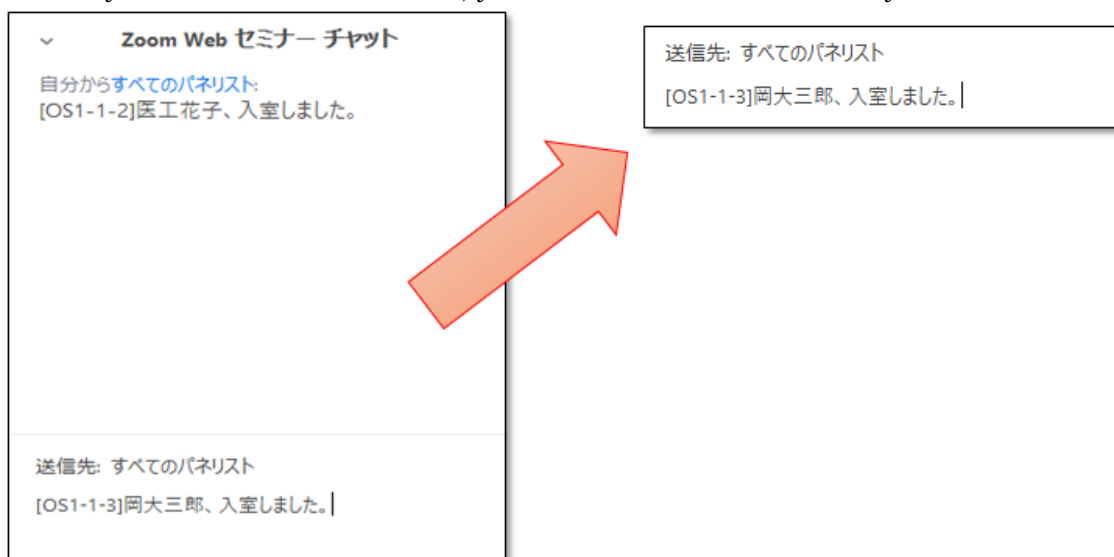 Zoom Web セミナー チャット
自分からすべてのパネリスト:
[OS1-1-2]医工花子、入室しました。
送信先: すべてのパネリスト
[OS1-1-3]岡大三郎、入室しました。
送信先: すべてのパネリスト
[OS1-1-3]岡大三郎、入室しました。